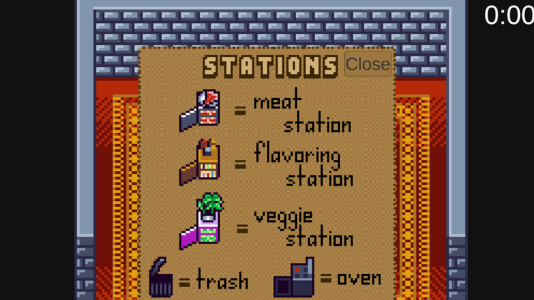 0:00
STATIONS
Close
= meat
station
= flavoring
station
= veggie
station
= trash
= oven